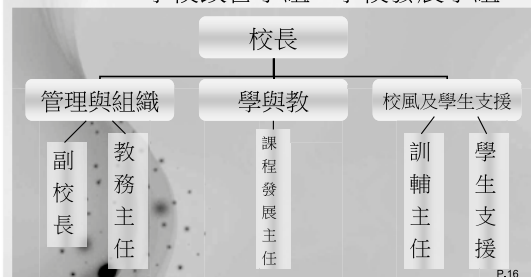 校長
管理與組織
學與教
校風及學生支援
副校長
教務主任
課程發展主任
訓輔主任
學生支援
P.16